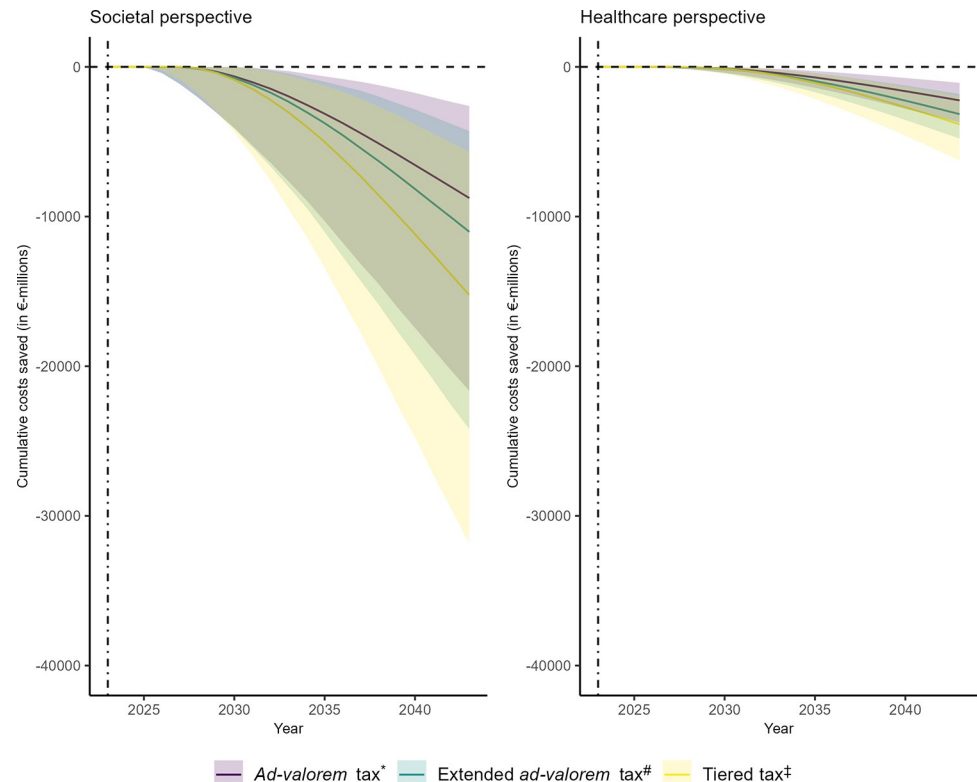 Societal perspective
Healthcare perspective
Cumulative costs saved (in €-millions)
0
-10000
-20000
-30000
-40000
2025 2030 2035 2040
Year
Cumulative costs saved (in €-millions)
0
-10000
-20000
-30000
-40000
2025 2030 2035 2040
Year
Ad-valorem tax* Extended ad-valorem tax# Tiered tax‡